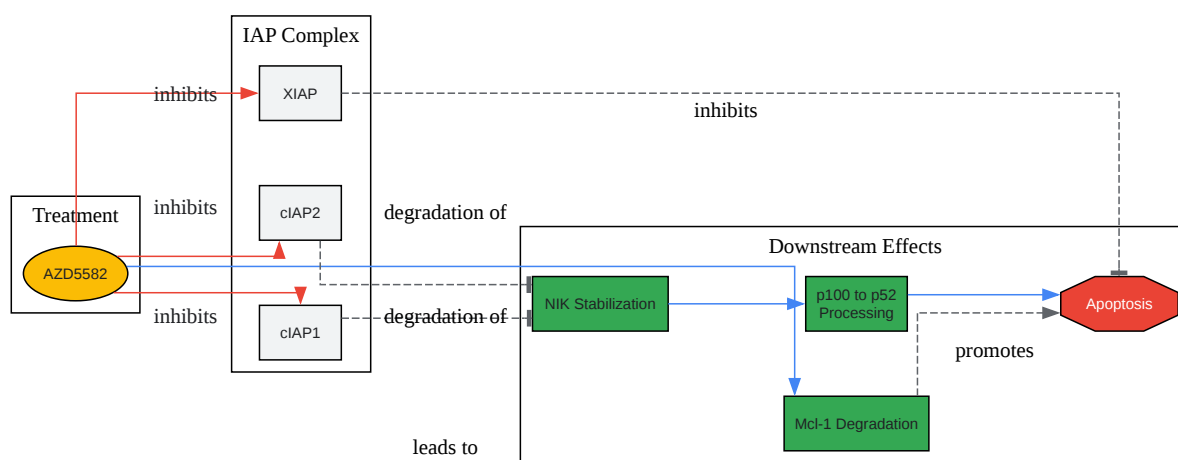 IAP Complex
XIAP
inhibits
inhibits
cIAP2
inhibits
degradation of
Treatment
AZD5582
Downstream Effects
NIK Stabilization
p100 to p52
Processing
Apoptosis
inhibits
cIAP1
degradation of
promotes
Mcl-1 Degradation
leads to